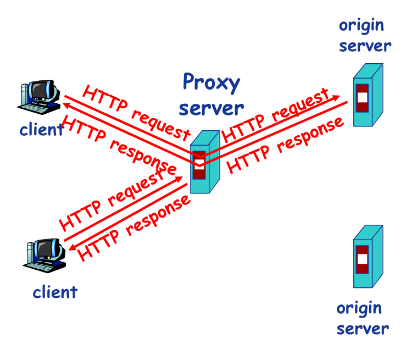 origin
server
Proxy
server
HTTP request
HTTP response
client
HTTP request
HTTP response
HTTP request
HTTP response
client
origin
server